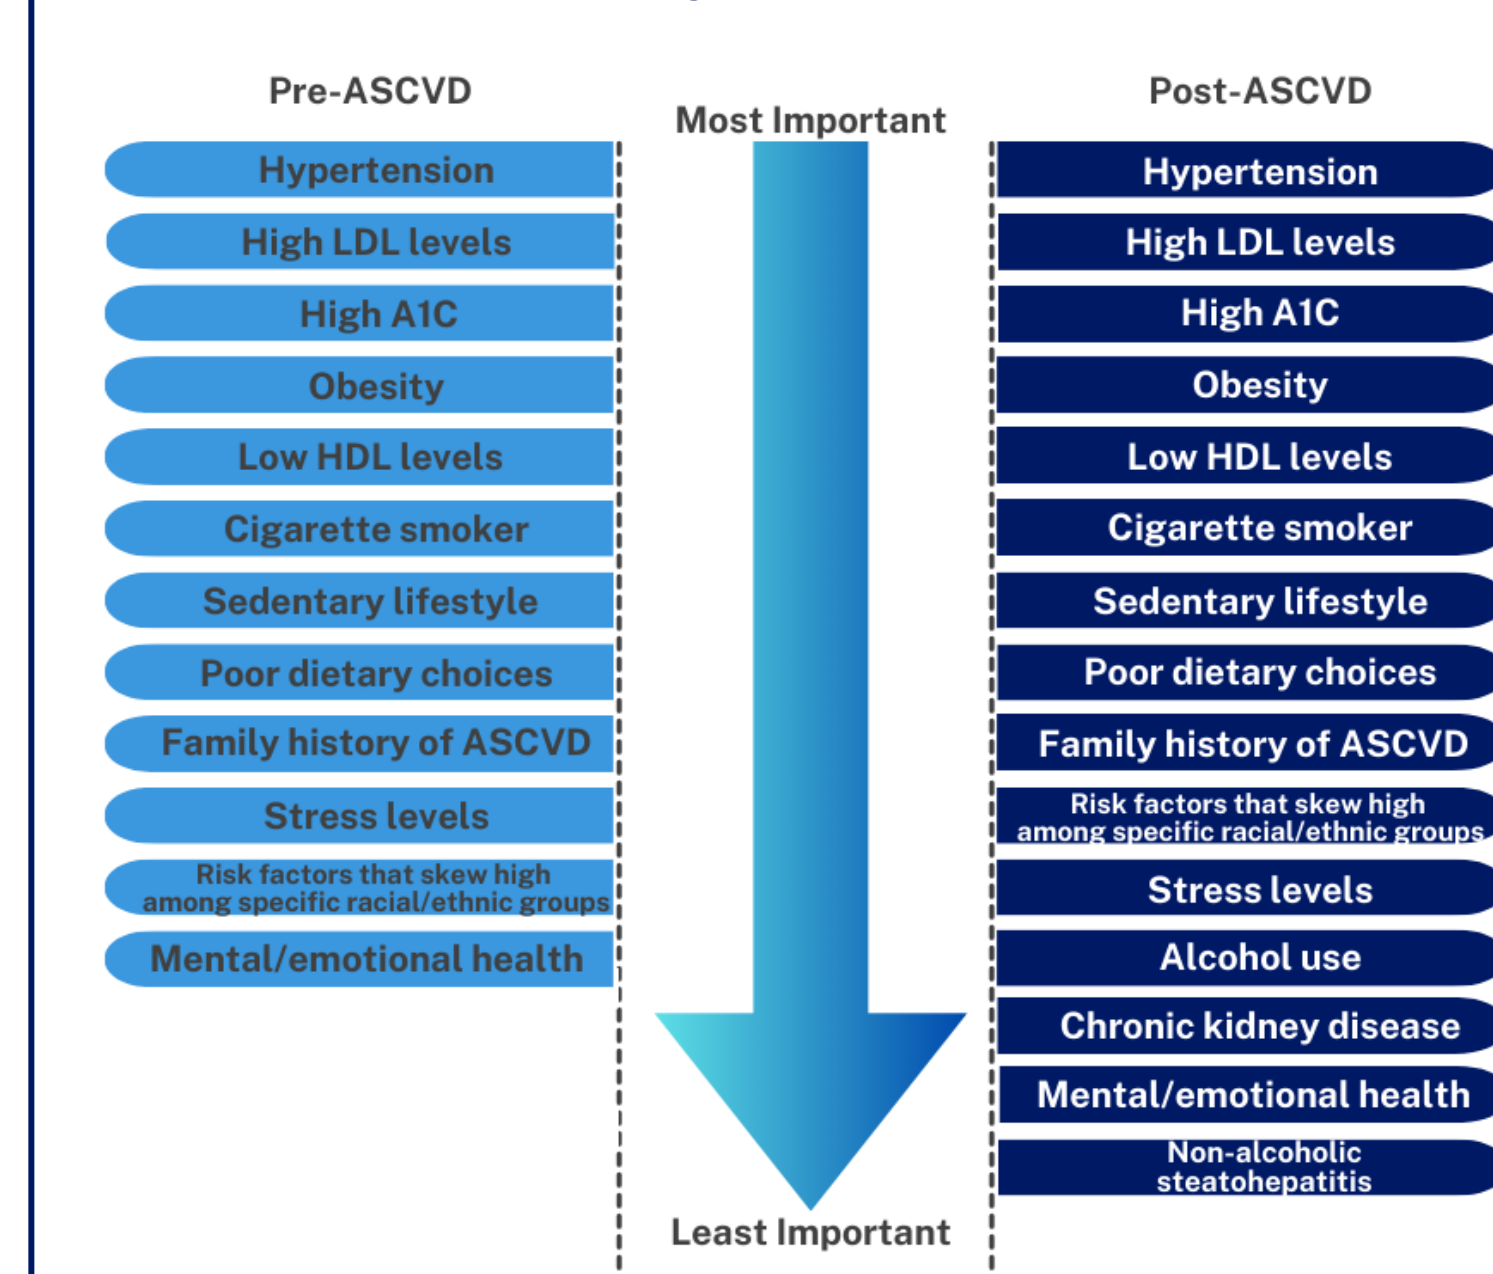 Pre-ASCVD
Hypertension
High LDL levels
High A1C
Obesity
Low HDL levels
Cigarette smoker
Sedentary lifestyle
Poor dietary choices
Family history of ASCVD
Stress levels
Risk factors that skew high
among specific racial/ethnic groups
Mental/emotional health
Most Important
Least Important
Post-ASCVD
Hypertension
High LDL levels
High A1C
Obesity
Low HDL levels
Cigarette smoker
Sedentary lifestyle
Poor dietary choices
Family history of ASCVD
Risk factors that skew high
among specific racial/ethnic groups
Stress levels
Alcohol use
Chronic kidney disease
Mental/emotional health
Non-alcoholic
steatohepatitis